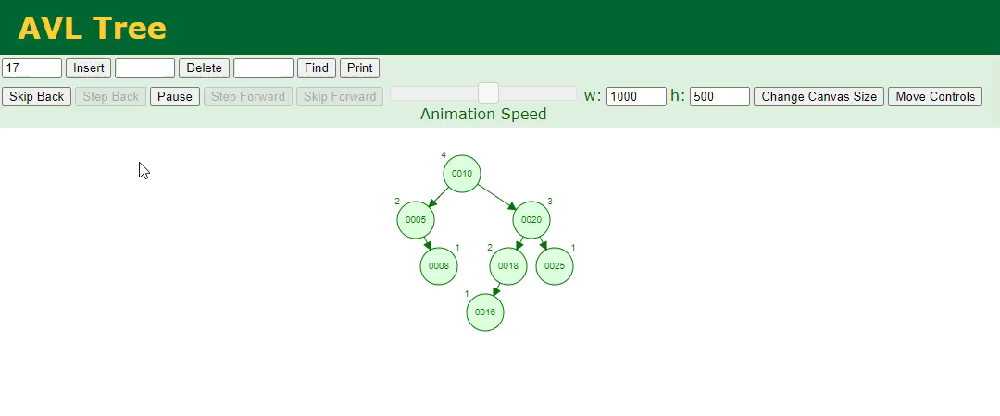 AVL Tree
17 Insert Delete Find Print
Skip Back Step Back Pause Step Forward Skip Forward w: 1000 h: 500 Change Canvas Size Move Controls
Animation Speed
4
0010
2 3
0005 0020
1 2 1
0008 0018 0025
1
0016